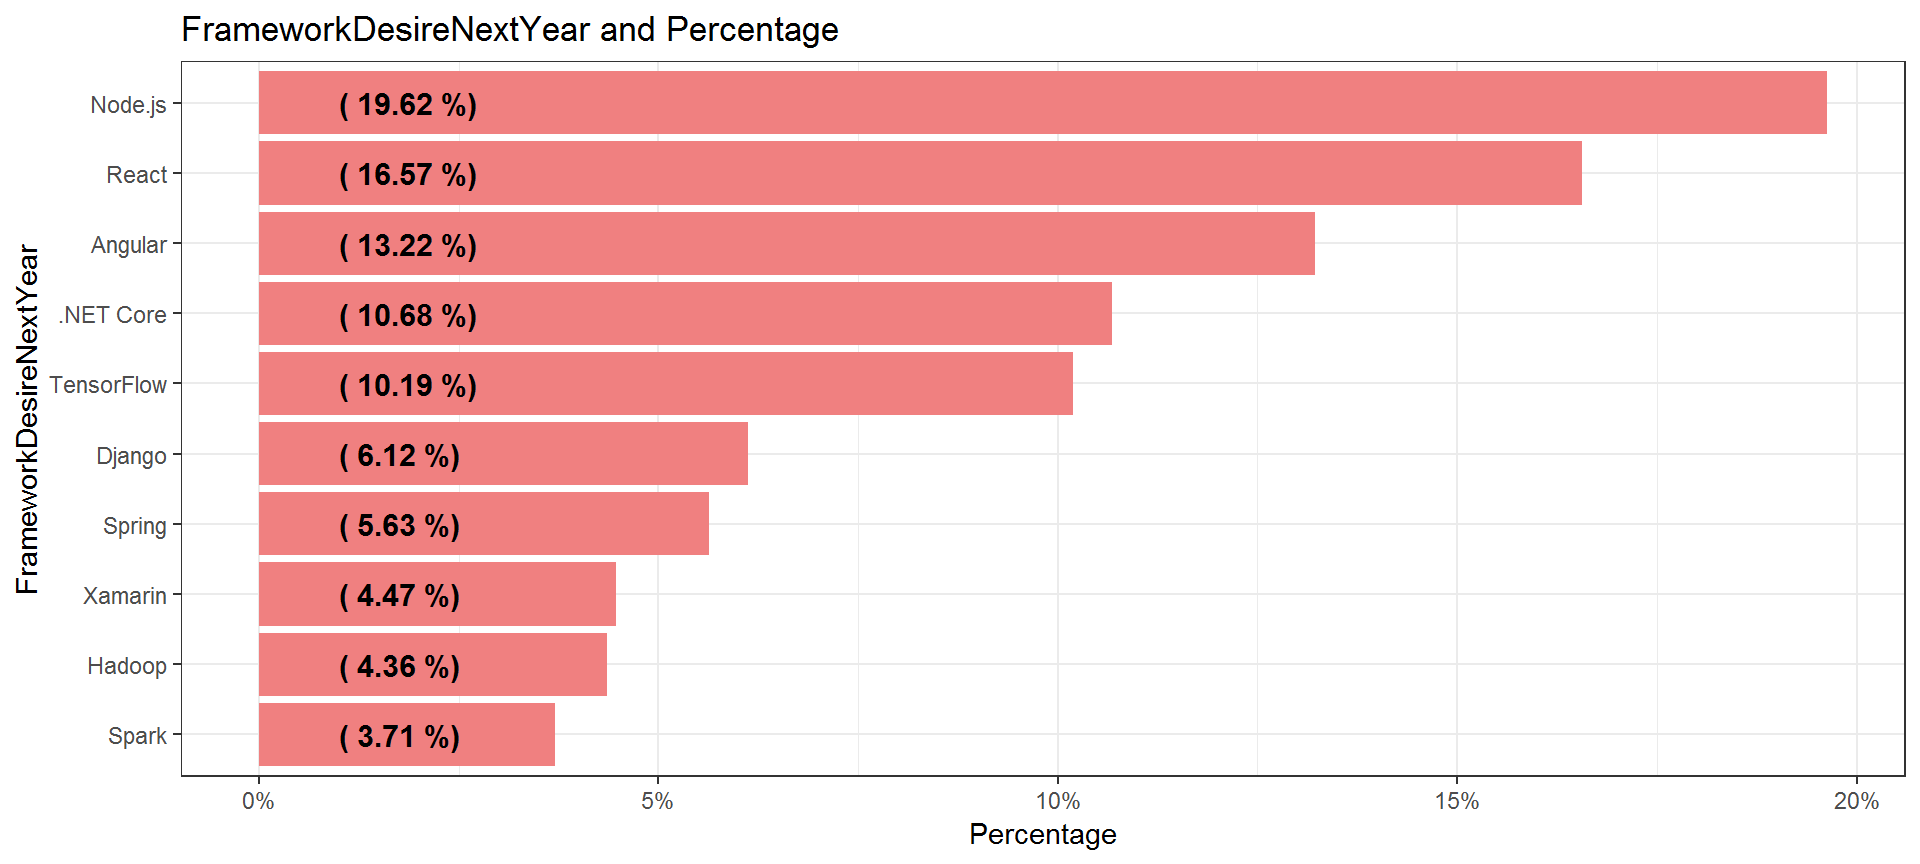 FrameworkDesireNextYear and Percentage
FrameworkDesireNextYear
Node.js ( 19.62 %)
React ( 16.57 %)
Angular ( 13.22 %)
.NET Core ( 10.68 %)
TensorFlow ( 10.19 %)
Django ( 6.12 %)
Spring ( 5.63 %)
Xamarin ( 4.47 %)
Hadoop ( 4.36 %)
Spark ( 3.71 %)
0% 5% 10% 15% 20%
Percentage